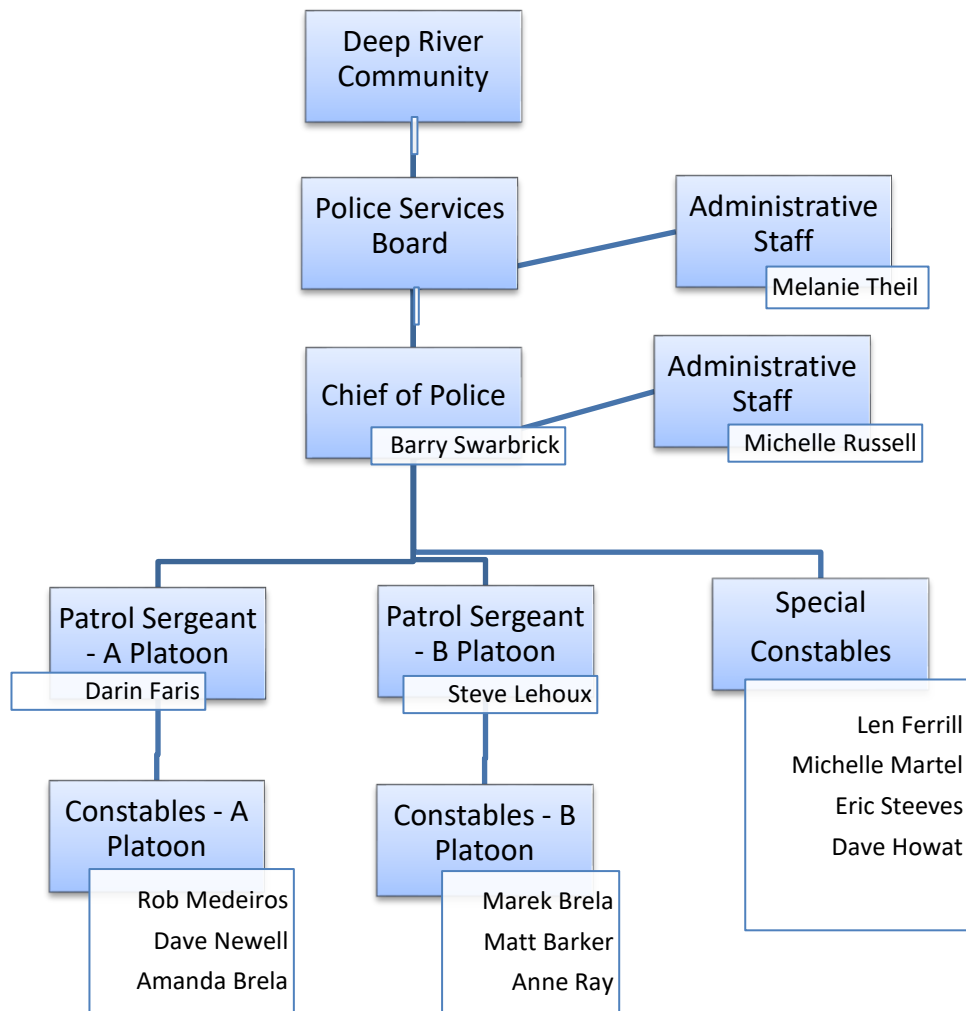 Deep River
Community
Police Services
Board
Administrative
Staff
Melanie Theil
Chief of Police
Barry Swarbrick
Administrative
Staff
Michelle Russell
Patrol Sergeant
- A Platoon
Darin Faris
Patrol Sergeant
- B Platoon
Steve Lehoux
Special
Constables
Len Ferrill
Michelle Martel
Eric Steeves
Dave Howat
Constables - A
Platoon
Rob Medeiros
Dave Newell
Amanda Brela
Constables - B
Platoon
Marek Brela
Matt Barker
Anne Ray